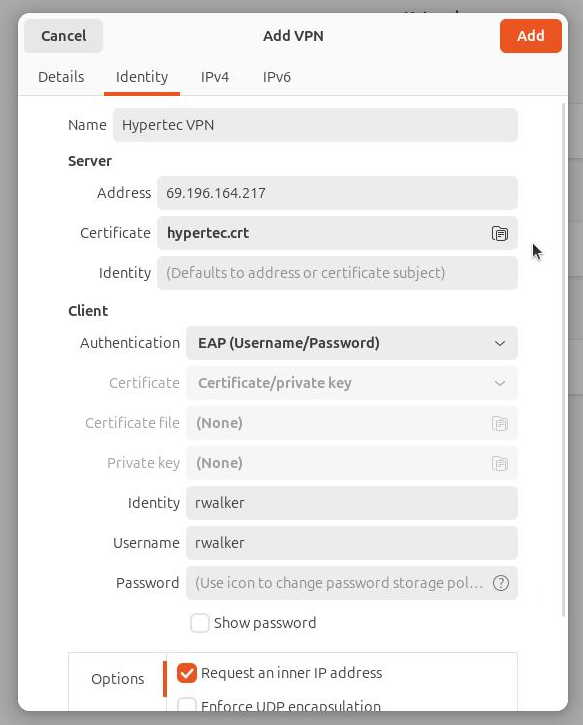 Cancel Add VPN Add
Details Identity IPv4 IPv6
Name Hypertec VPN
Server
Address 69.196.164.217
Certificate hypertec.crt
Identity (Defaults to address or certificate subject)
Client
Authentication EAP (Username/Password)
Certificate Certificate/private key
Certificate file (None)
Private key (None)
Identity rwalker
Username rwalker
Password (Use icon to change password storage pol... ?
Show password
Options Request an inner IP address
Enforce UDP encapsulation